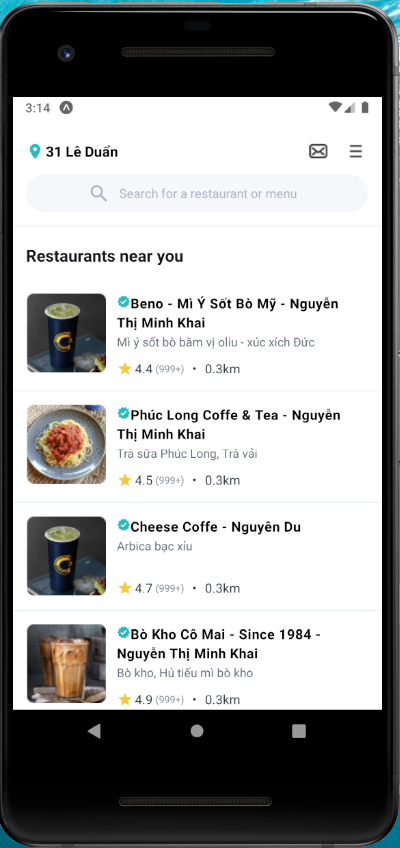 3:14
31 Lê Duẩn
Search for a restaurant or menu
Restaurants near you
Beno - Mì Ý Sốt Bò Mỹ - Nguyễn
Thị Minh Khai
Mì ý sốt bò bằm vị oliu - xúc xích Đức
4.4 (999+) • 0.3km
Phúc Long Coffe & Tea - Nguyễn
Thị Minh Khai
Trà sữa Phúc Long, Trà vải
4.5 (999+) • 0.3km
Cheese Coffe - Nguyên Du
Arbica bạc xỉu
4.7 (999+) • 0.3km
Bò Kho Cô Mai - Since 1984 -
Nguyễn Thị Minh Khai
Bò kho, Hủ tiếu mì bò kho
4.9 (999+) • 0.3km